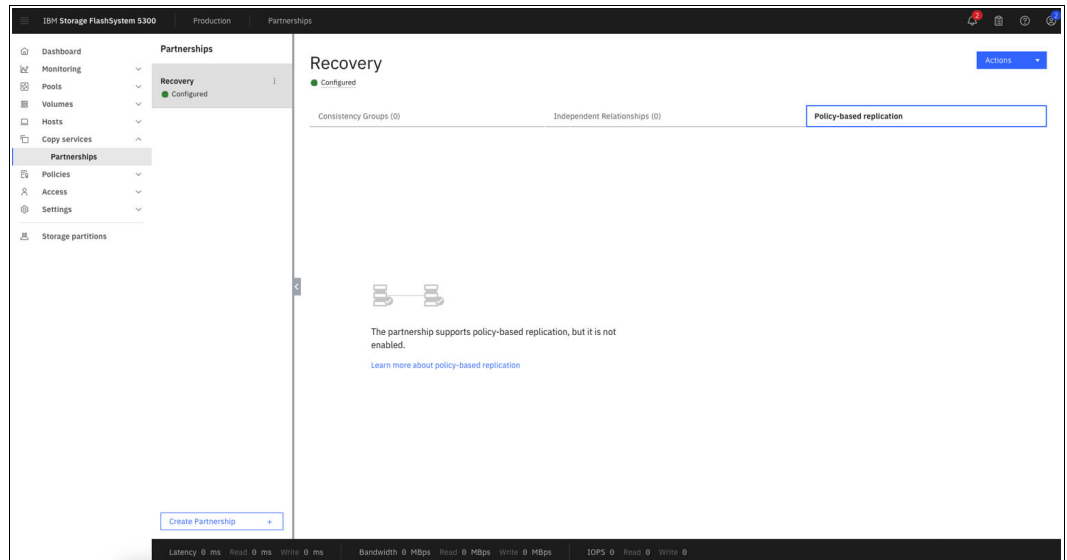 IBM Storage FlashSystem 5300 Production Partnerships 2 2
Dashboard
Monitoring
Pools
Volumes
Hosts
Copy services
Partnerships
Policies
Access
Settings
Storage partitions
Partnerships
Recovery
Configured
Create Partnership +
Recovery
Configured
Actions
Consistency Groups (0) Independent Relationships (0) Policy-based replication
The partnership supports policy-based replication, but it is not
enabled.
Learn more about policy-based replication
Latency 0 ms Read 0 ms Write 0 ms Bandwidth 0 MBps Read 0 MBps Write 0 MBps IOPS 0 Read 0 Write 0